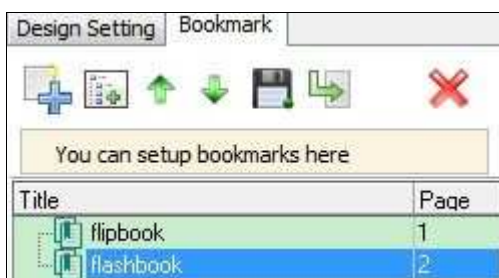 Design Setting Bookmark
You can setup bookmarks here
Title Page
flipbook 1
flashbook 2